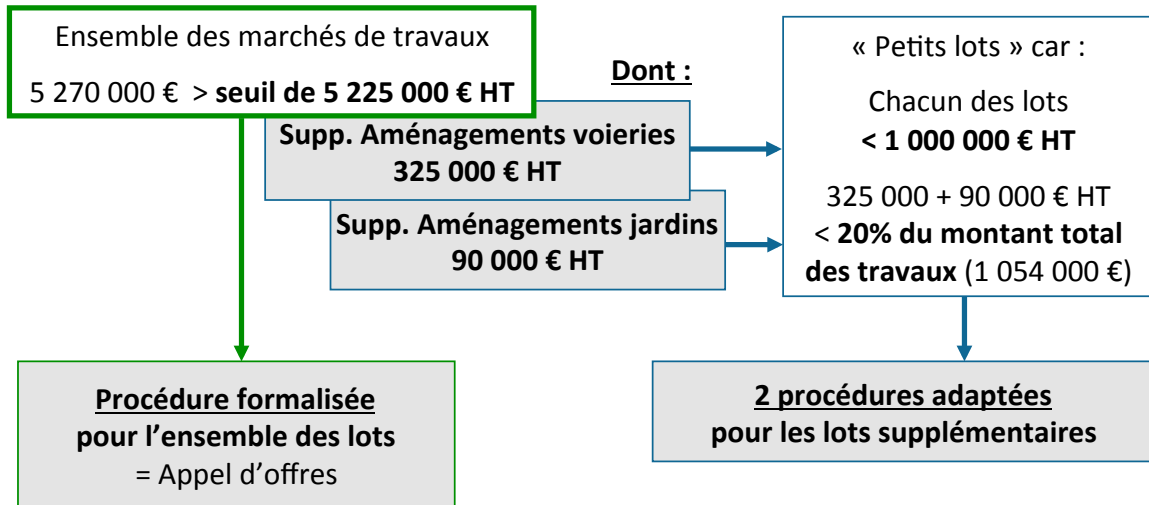 Ensemble des marchés de travaux
5 270 000 € > seuil de 5 225 000 € HT
Dont :
Supp. Aménagements voieries
325 000 € HT
Supp. Aménagements jardins
90 000 € HT
« Petits lots » car :
Chacun des lots
< 1 000 000 € HT
325 000 + 90 000 € HT
< 20% du montant total
des travaux (1 054 000 €)
Procédure formalisée
pour l’ensemble des lots
= Appel d’offres
2 procédures adaptées
pour les lots supplémentaires